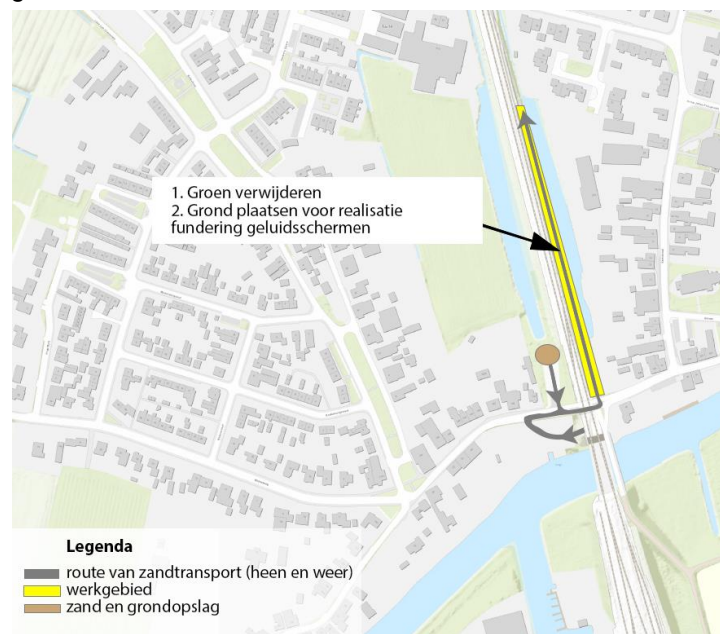 g
1. Groen verwijderen
2. Grond plaatsen voor realisatie
fundering geluidsschermen
Legenda
route van zandtransport (heen en weer)
werkgebied
zand en grondopslag